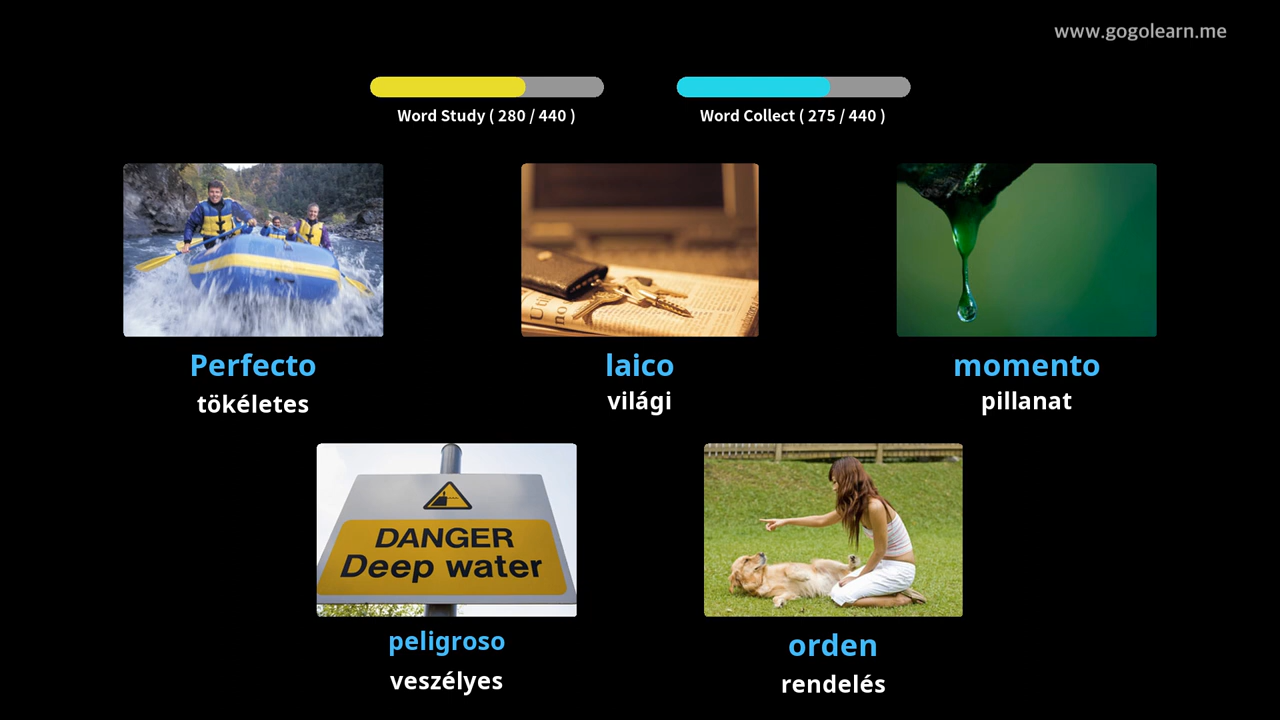 www.gogolearn.me
Word Study ( 280 / 440 )
Word Collect ( 275 / 440 )
Perfecto
tökéletes
laico
világi
momento
pillanat
DANGER
Deep water
peligroso
veszélyes
orden
rendelés